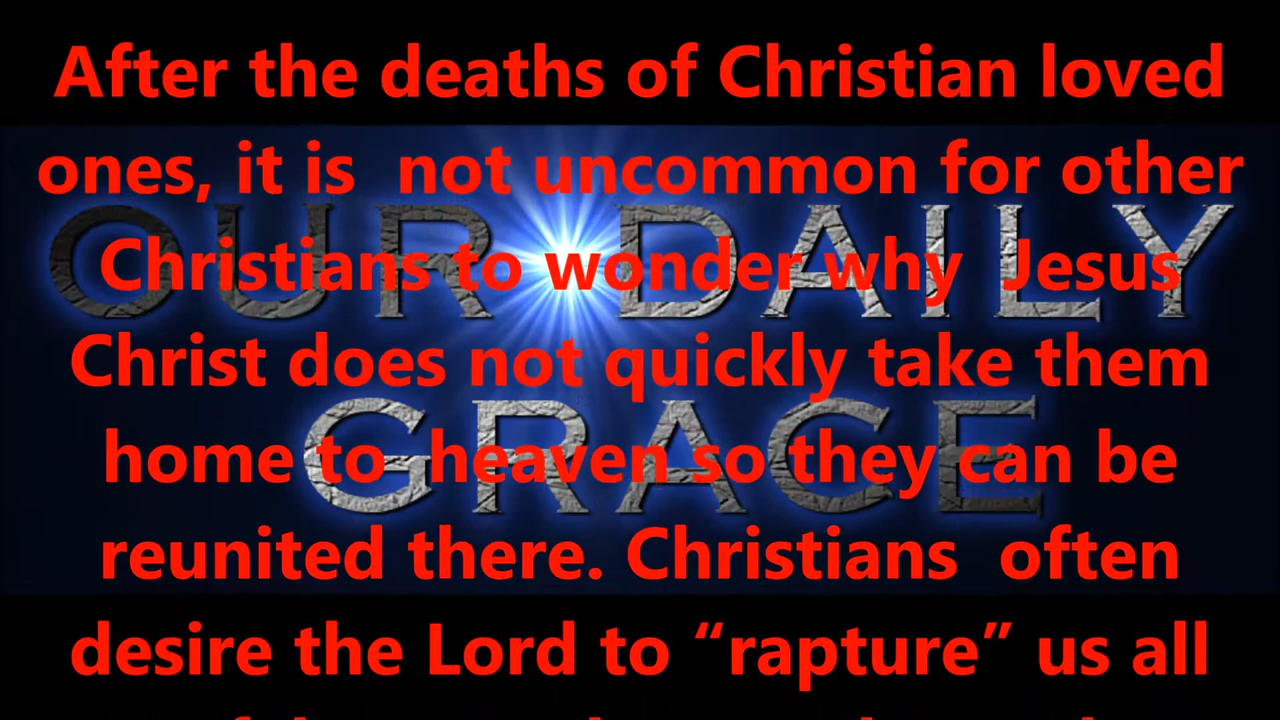 After the deaths of Christian loved
ones, it is  not uncommon for other
OUR DAILY
Christians to wonder why  Jesus
Christ does not quickly take them
GRACE
home to  heaven so they can be
reunited there. Christians  often
desire the Lord to “rapture” us all